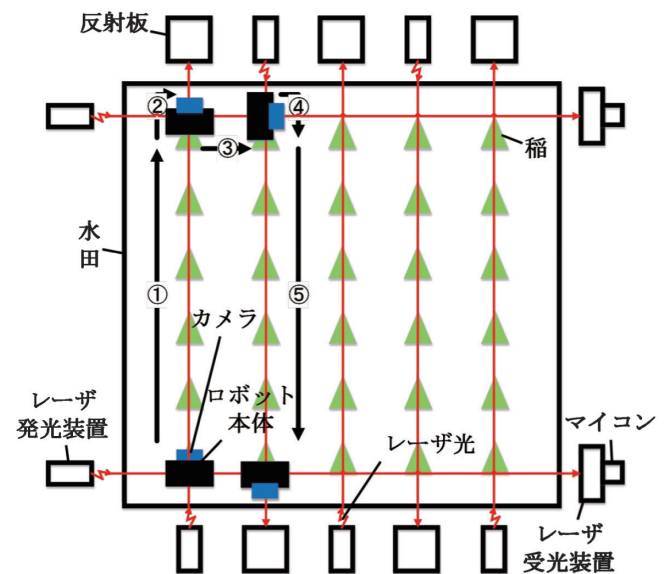 反射板
②
④
③
稲
水
田
①
⑤
カメラ
レーザ
発光装置
ロボット
本体
レーザ光
マイコン
レーザ
受光装置